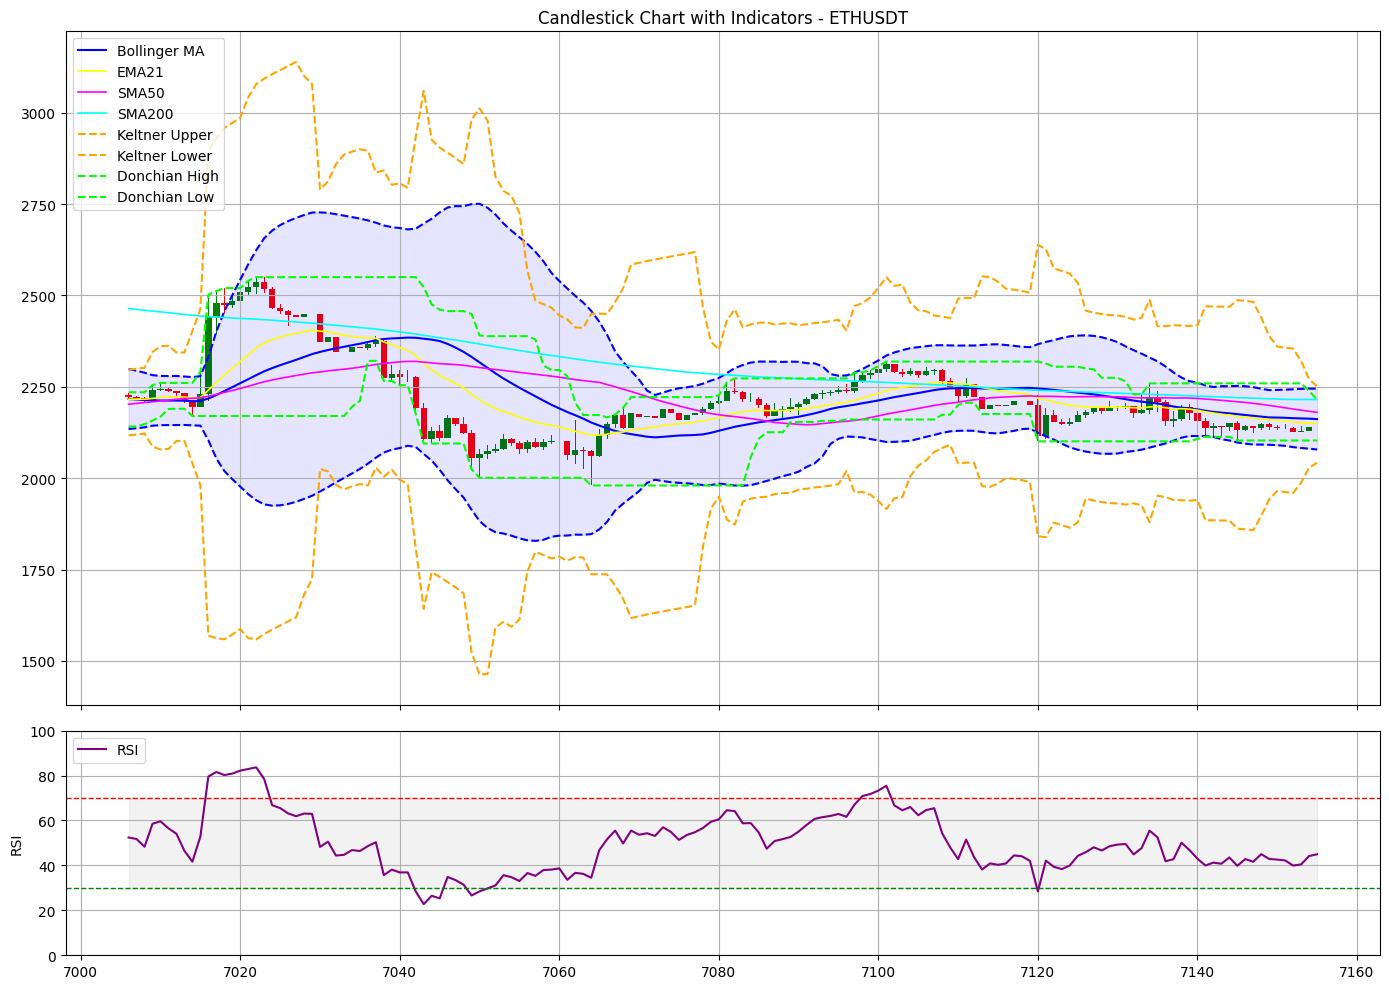 Candlestick Chart with Indicators - ETHUSDT
Bollinger MA
EMA21
SMA50
SMA200
Keltner Upper
Keltner Lower
Donchian High
Donchian Low
3000
2750
2500
2250
2000
1750
1500
RSI
100
80
60
40
20
0
RSI
7000 7020 7040 7060 7080 7100 7120 7140 7160